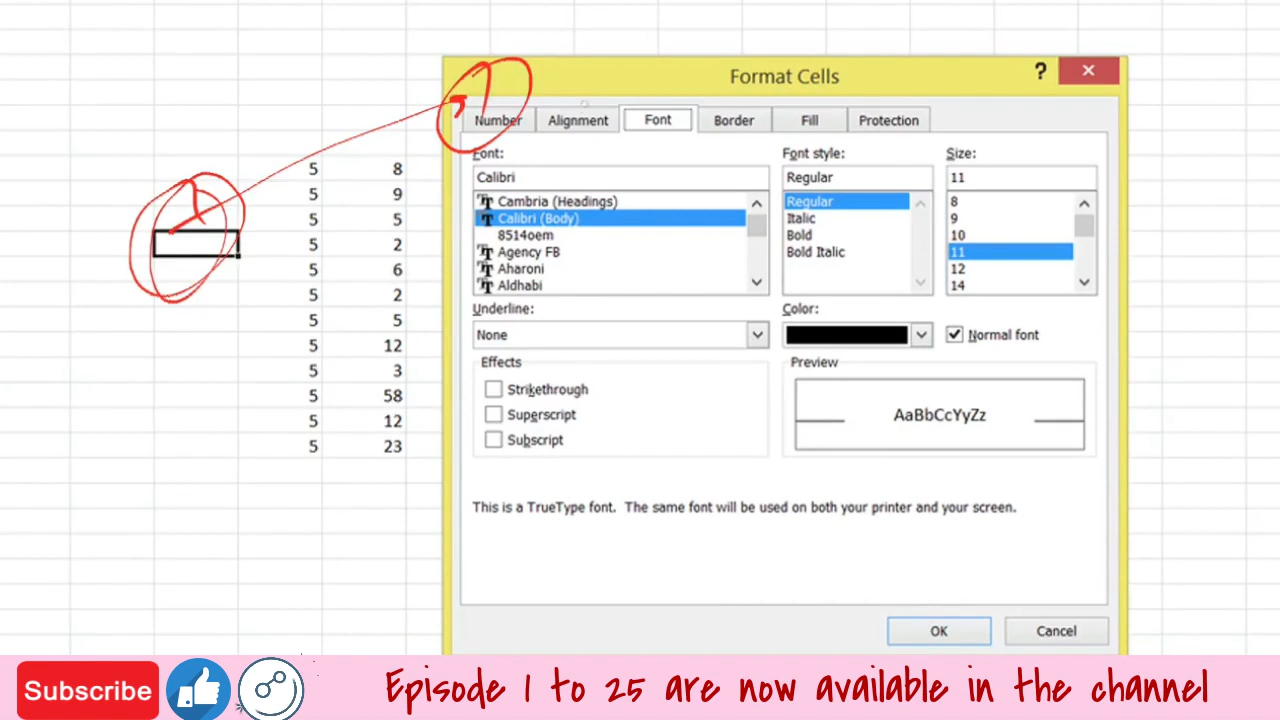 Format Cells
?
Number Alignment Font Border Fill Protection
Font: Font style: Size:
Calibri Regular 11
Cambria (Headings) Regular 8
Calibri (Body) Italic 9
8514oem Bold 10
Agency FB Bold Italic 11
Aharoni 12
Aldhabi 14
Underline: Color:
None Normal font
Effects Preview
Strikethrough
Superscript AaBbCcYyZz
Subscript
This is a TrueType font. The same font will be used on both your printer and your screen.
OK Cancel
5 8
5 9
5 5
5 2
5 6
5 2
5 5
5 12
5 3
5 58
5 12
5 23
Subscribe Episode 1 to 25 are now available in the channel